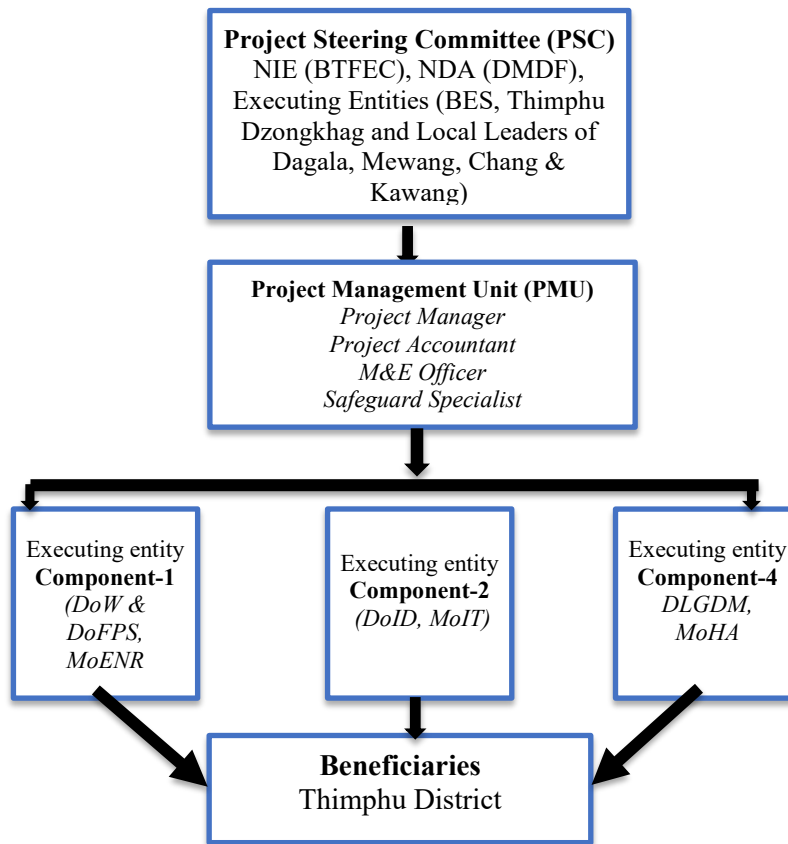 Project Steering Committee (PSC)
NIE (BTFEC), NDA (DMDF),
Executing Entities (BES, Thimphu
Dzongkhag and Local Leaders of
Dagala, Mewang, Chang &
Kawang)
Project Management Unit (PMU)
Project Manager
Project Accountant
M&E Officer
Safeguard Specialist
Executing entity
Component-1
(DoW &
DoFPS,
MoENR
Executing entity
Component-2
(DoID, MoIT)
Executing entity
Component-4
DLGDM,
MoHA
Beneficiaries
Thimphu District